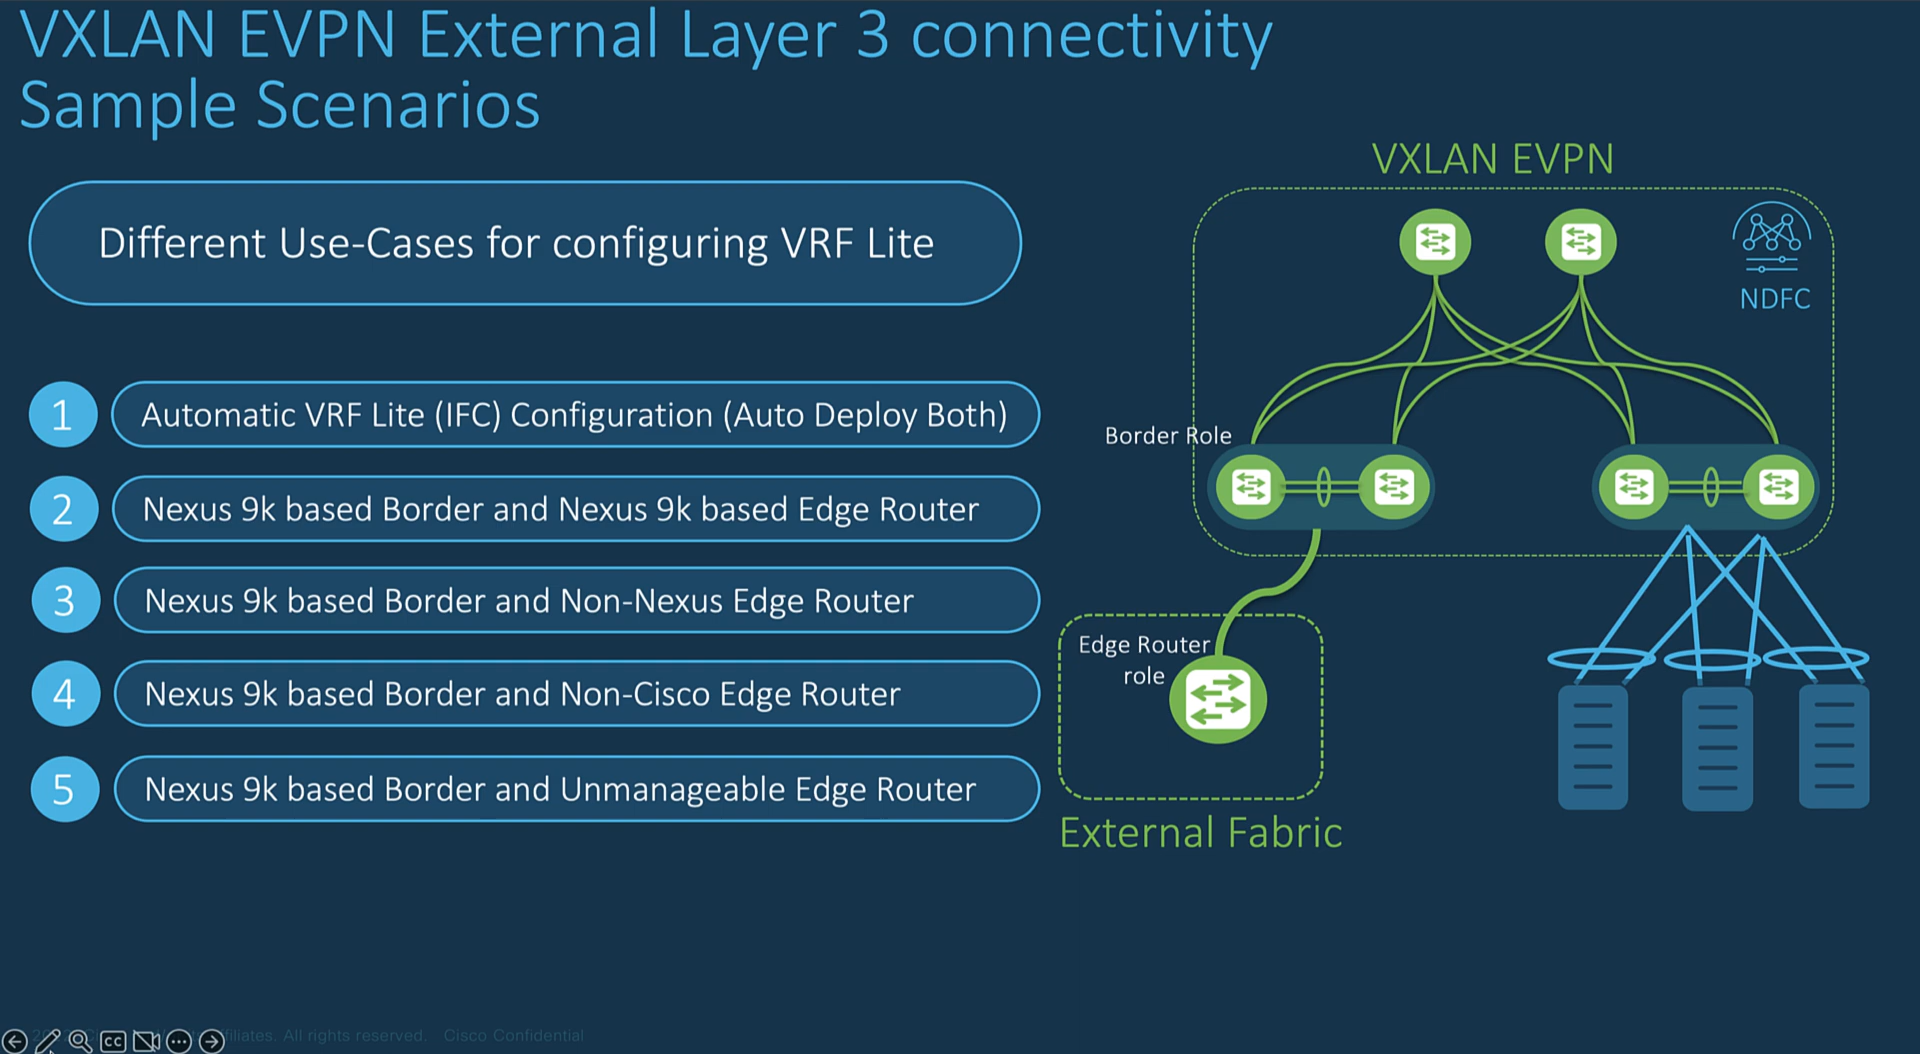 VXLAN EVPN External Layer 3 connectivity
Sample Scenarios
Different Use-Cases for configuring VRF Lite
1 Automatic VRF Lite (IFC) Configuration (Auto Deploy Both)
2 Nexus 9k based Border and Nexus 9k based Edge Router
3 Nexus 9k based Border and Non-Nexus Edge Router
4 Nexus 9k based Border and Non-Cisco Edge Router
5 Nexus 9k based Border and Unmanageable Edge Router
VXLAN EVPN
NDFC
Border Role
Edge Router
role
External Fabric
All rights reserved. Cisco Confidential
CC